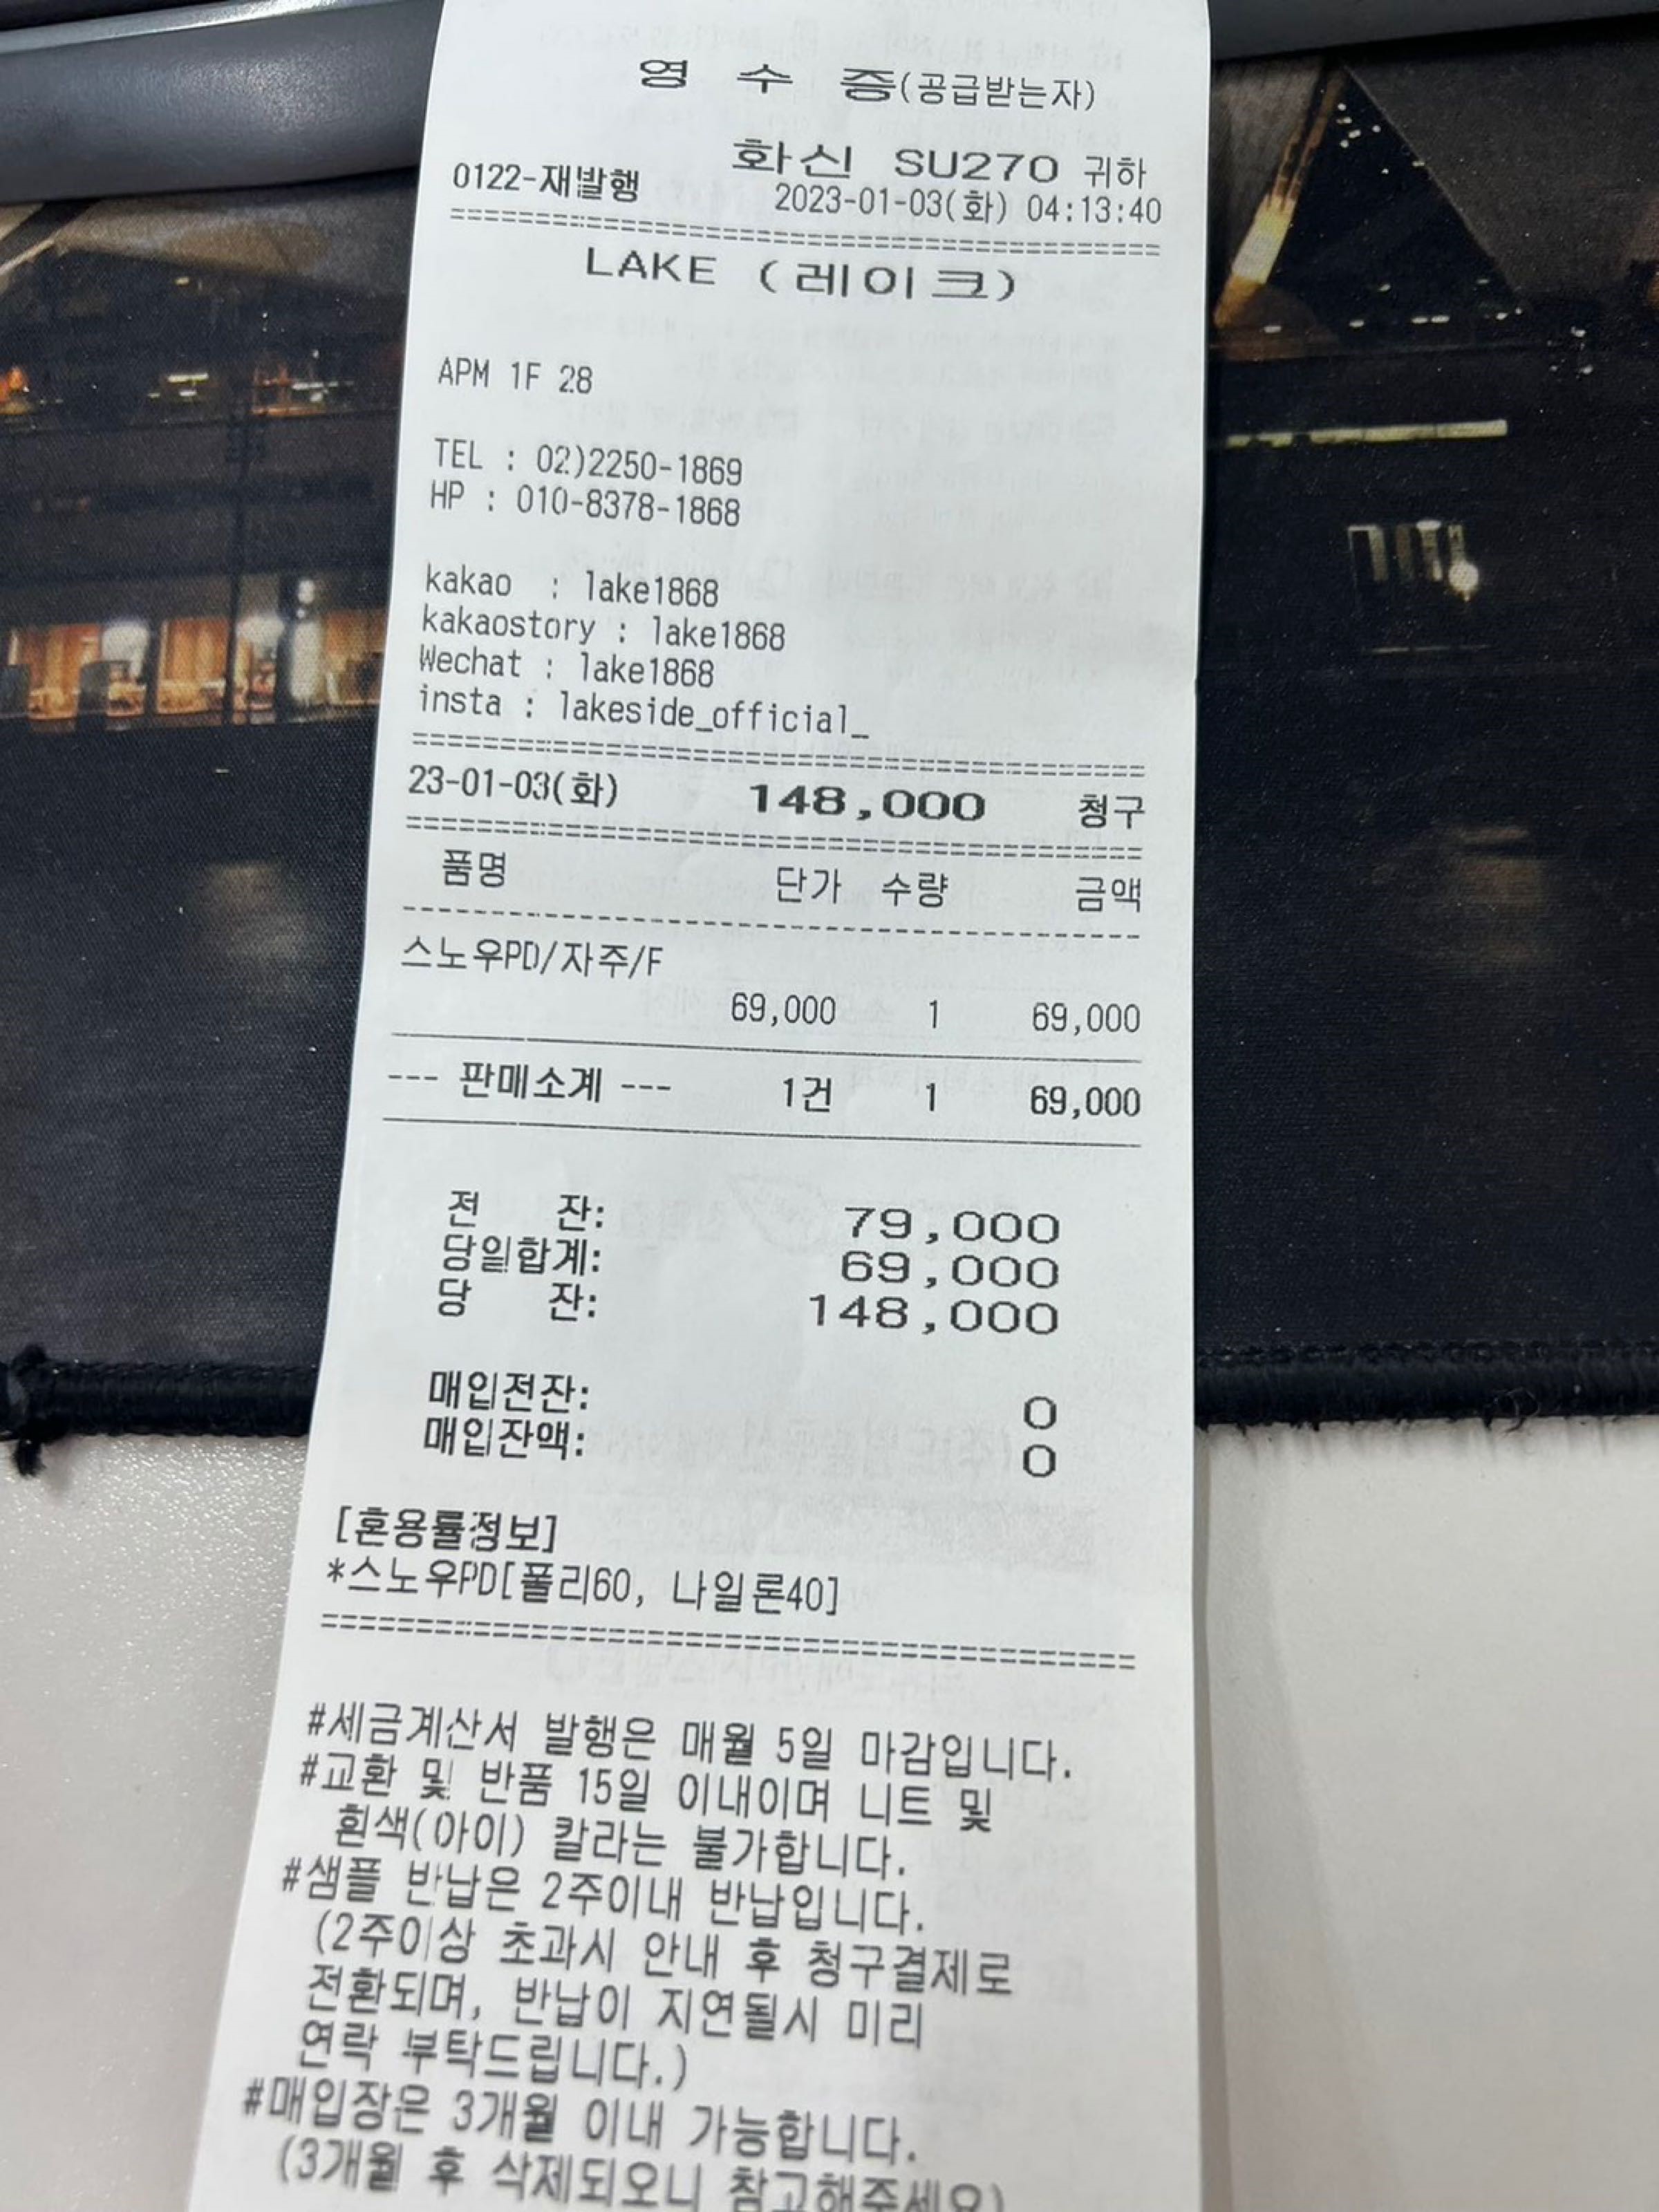 영 수 증(공급받는자)
화신 SU270 귀하
0122-재발행 2023-01-03(화) 04:13:40
========================================
LAKE (레이크)
APM 1F 28
TEL : 02)2250-1869
HP : 010-8378-1868
kakao : lake1868
kakaostory : lake1868
Wechat : lake1868
insta : lakeside_official_
========================================
23-01-03(화) 148,000 청구
========================================
품명 단가 수량 금액
----------------------------------------
스노우PD/자주/F
69,000 1 69,000
--- 판매소계 --- 1건 1 69,000
전 잔: 79,000
당일합계: 69,000
당 잔: 148,000
매입전잔: 0
매입잔액: 0
[혼용률정보]
*스노우PD[폴리60, 나일론40]
========================================
#세금계산서 발행은 매월 5일 마감입니다.
#교환 및 반품 15일 이내이며 니트 및
흰색(아이) 칼라는 불가합니다.
#샘플 반납은 2주이내 반납입니다.
(2주이상 초과시 안내 후 청구결제로
전환되며, 반납이 지연될시 미리
연락 부탁드립니다.)
#매입장은 3개월 이내 가능합니다.
(3개월 후 삭제되오니 참고해주세요)